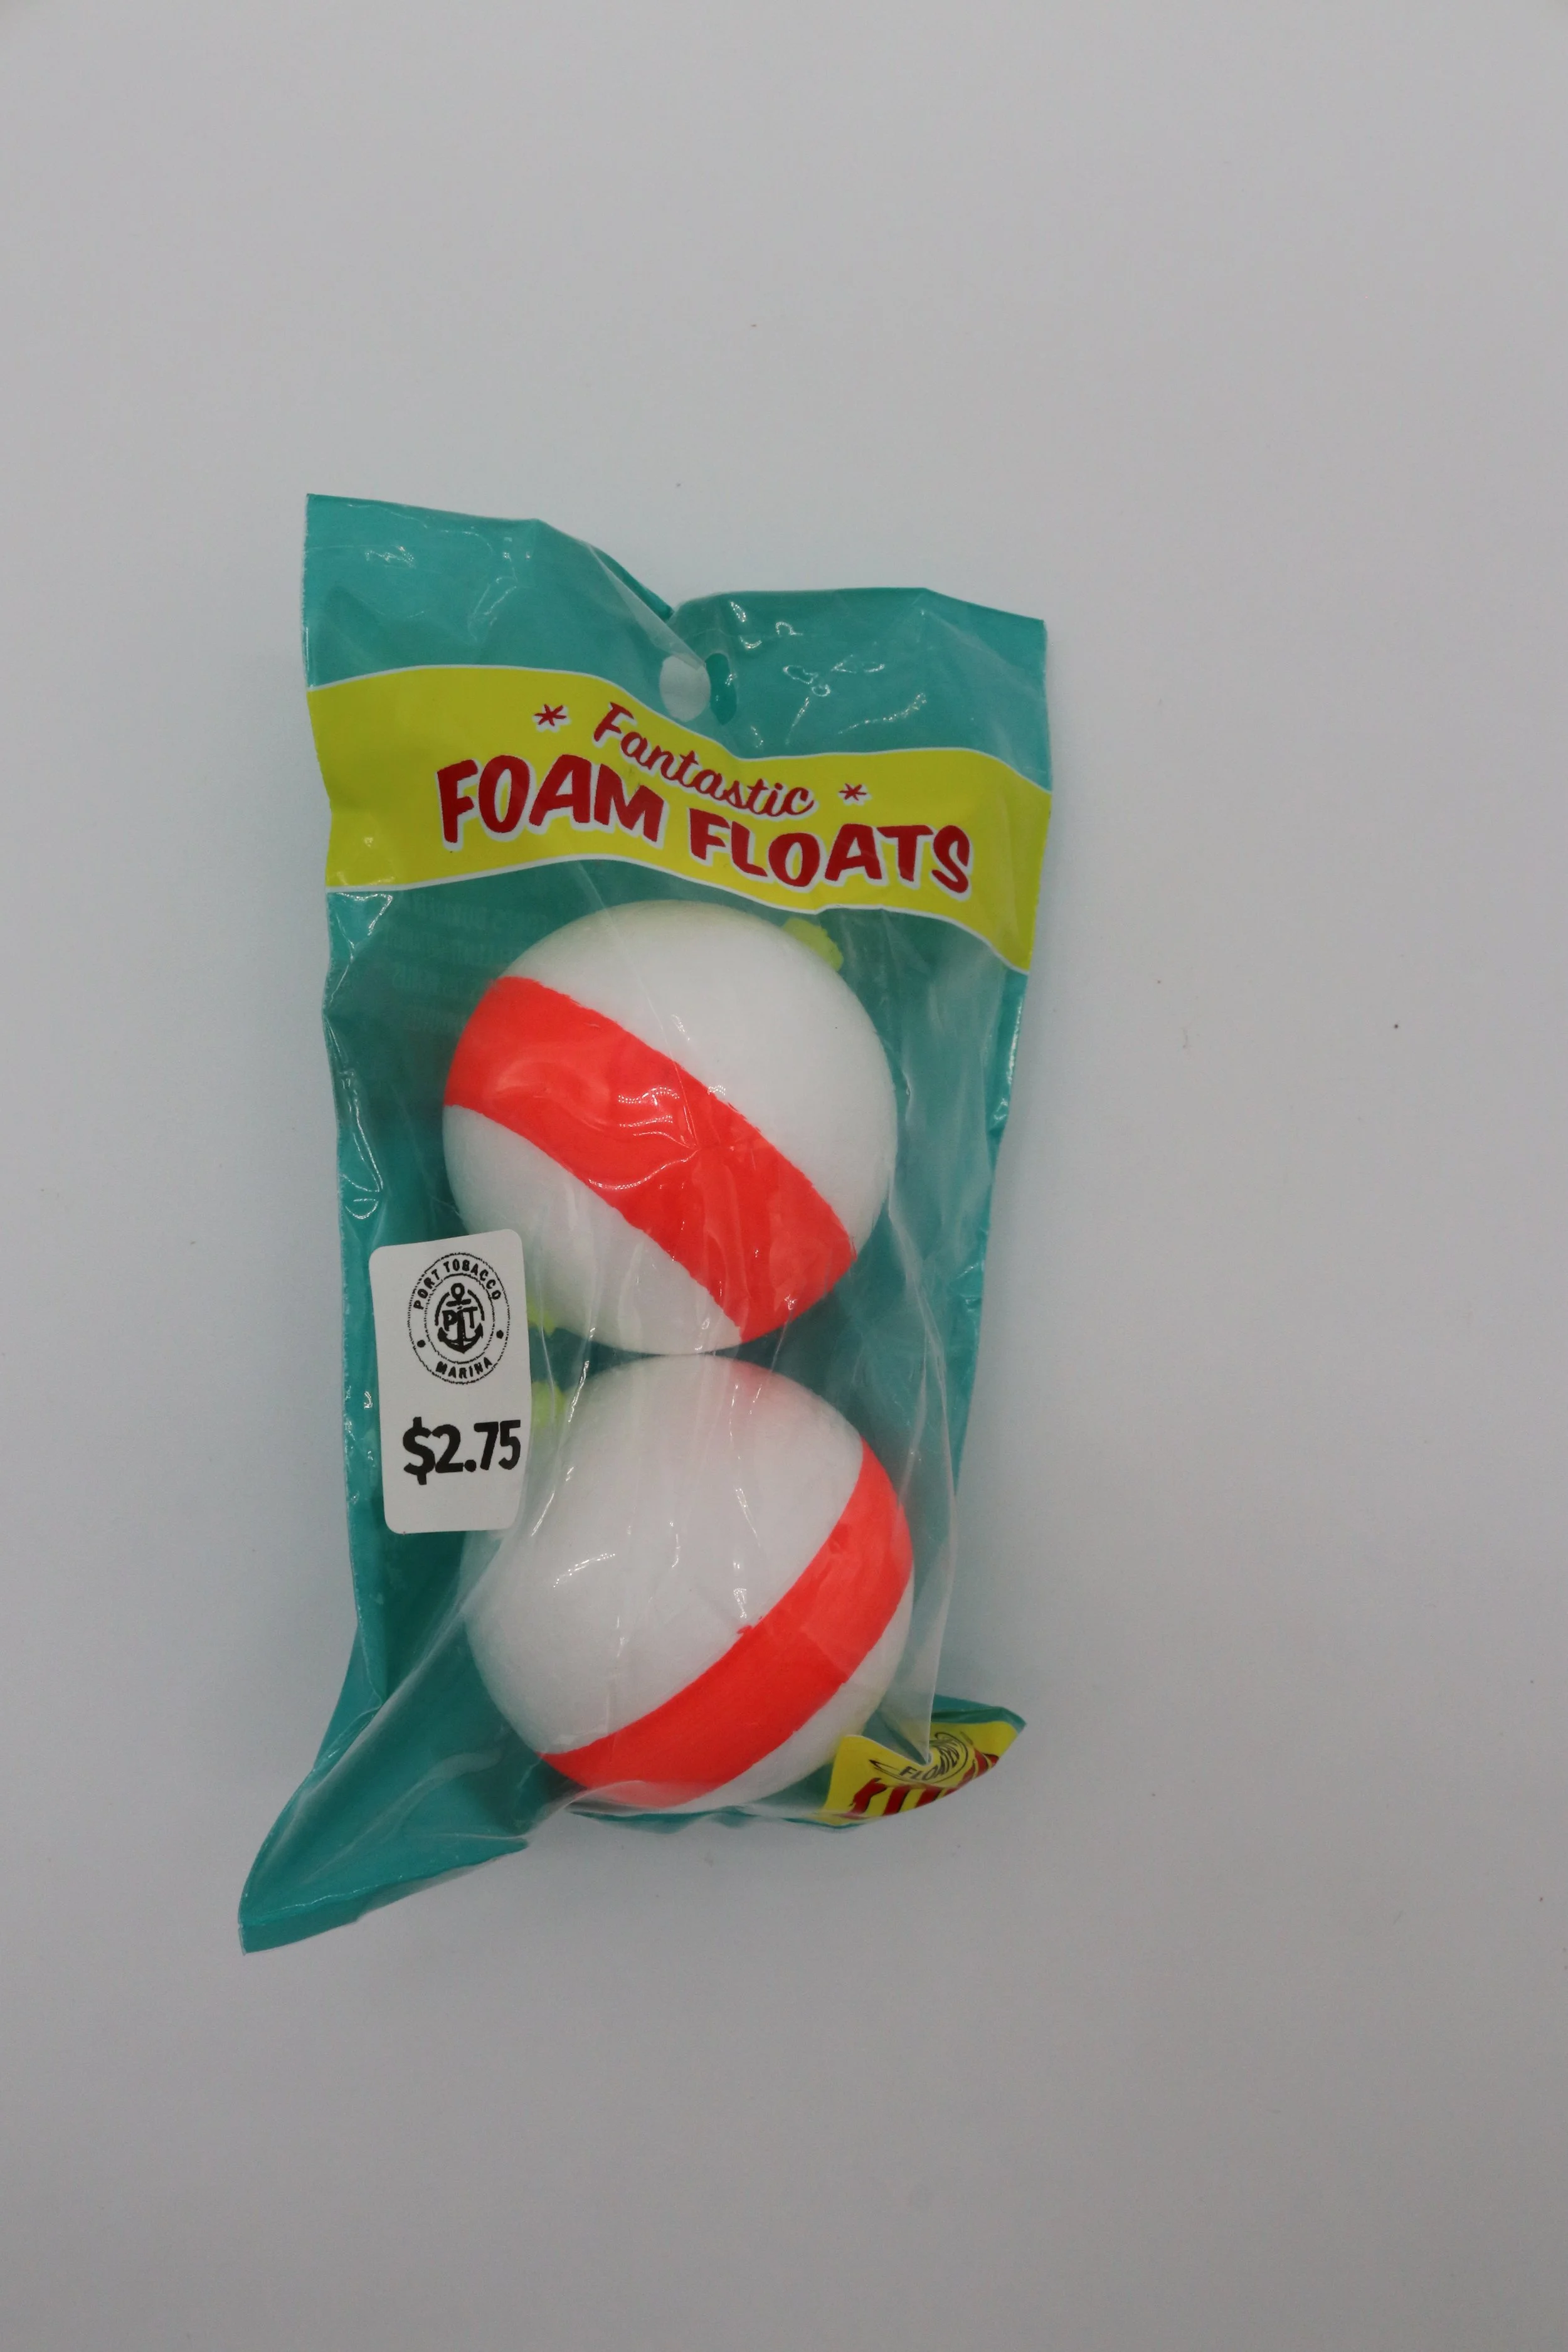 * Fantastic *
FOAM FLOATS
PORT TOBACCO
PT
MARINA
$2.75